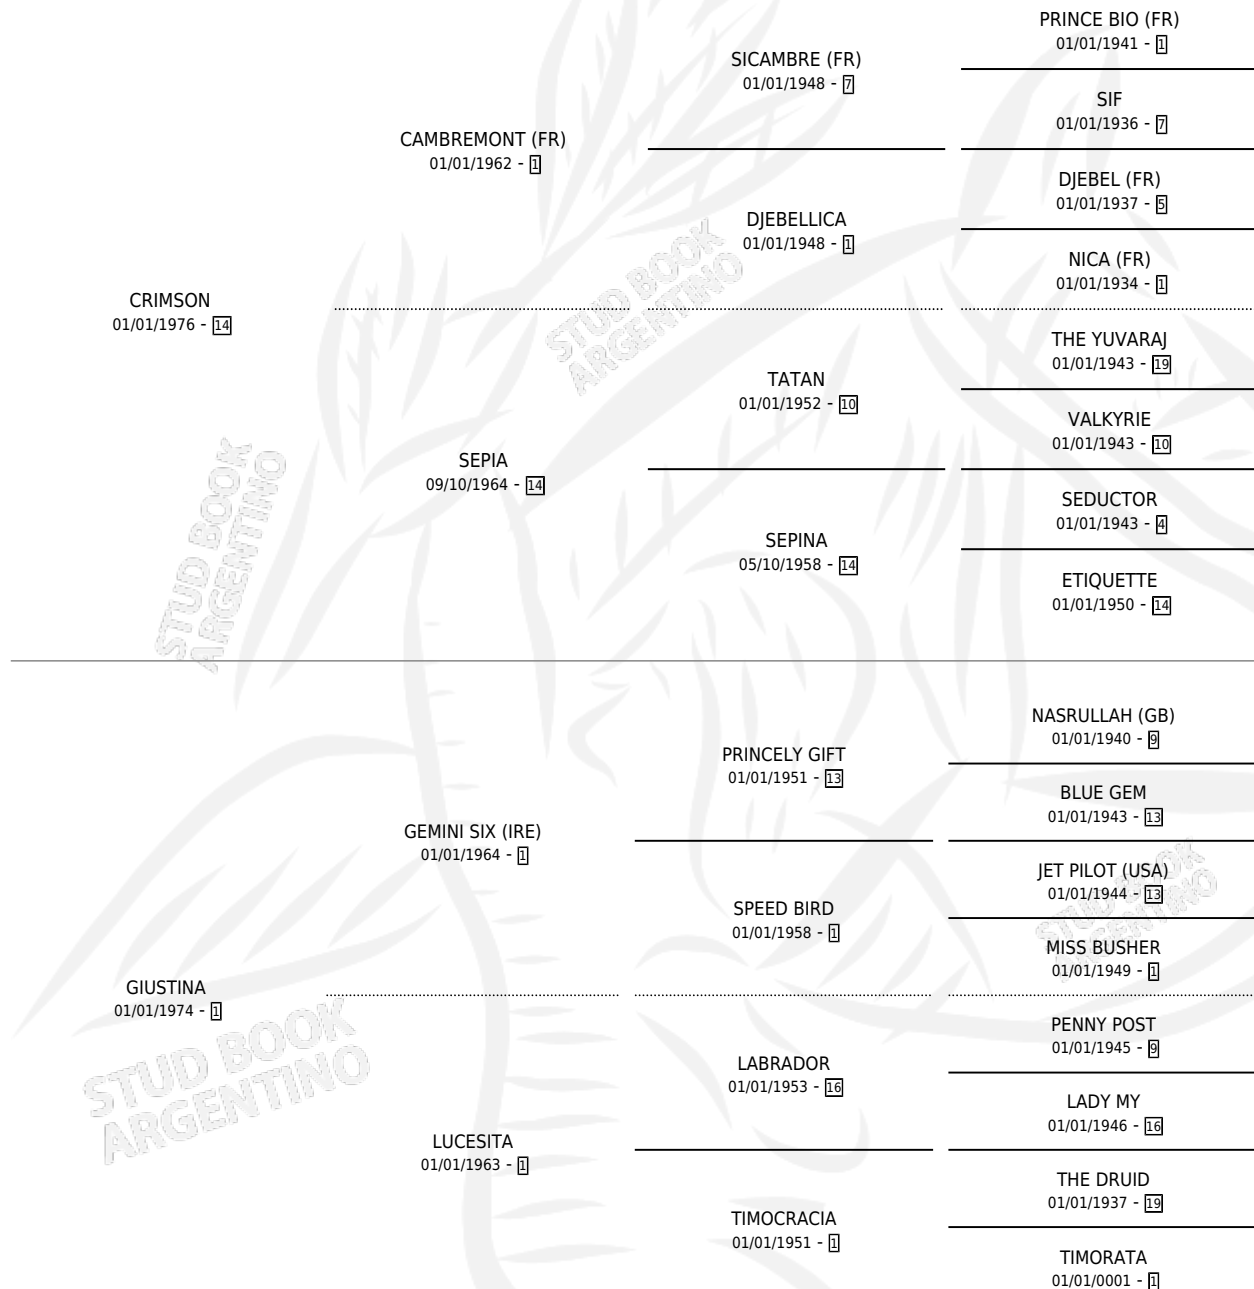 PRINCE BIO (FR)
01/01/1941 - 1
SICAMBRE (FR)
01/01/1948 - 7
SIF
01/01/1936 - 7
CAMBREMONT (FR)
01/01/1962 - 1
DJEBEL (FR)
01/01/1937 - 5
DJEBELLICA
01/01/1948 - 1
NICA (FR)
01/01/1934 - 1
CRIMSON
01/01/1976 - 14
THE YUVARAJ
01/01/1943 - 19
TATAN
01/01/1952 - 10
VALKYRIE
01/01/1943 - 10
SEPIA
09/10/1964 - 14
SEDUCTOR
01/01/1943 - 4
SEPINA
05/10/1958 - 14
ETIQUETTE
01/01/1950 - 14
NASRULLAH (GB)
01/01/1940 - 9
PRINCELY GIFT
01/01/1951 - 13
BLUE GEM
01/01/1943 - 13
GEMINI SIX (IRE)
01/01/1964 - 1
JET PILOT (USA)
01/01/1944 - 13
SPEED BIRD
01/01/1958 - 1
MISS BUSHER
01/01/1949 - 1
GIUSTINA
01/01/1974 - 1
PENNY POST
01/01/1945 - 9
LABRADOR
01/01/1953 - 16
LADY MY
01/01/1946 - 16
LUCESITA
01/01/1963 - 1
THE DRUID
01/01/1937 - 19
TIMOCRACIA
01/01/1951 - 1
TIMORATA
01/01/0001 - 1
STUD BOOK
ARGENTINO
STUD BOOK
ARGENTINO
STUD BOOK
ARGENTINO
STUD BOOK
ARGENTINO